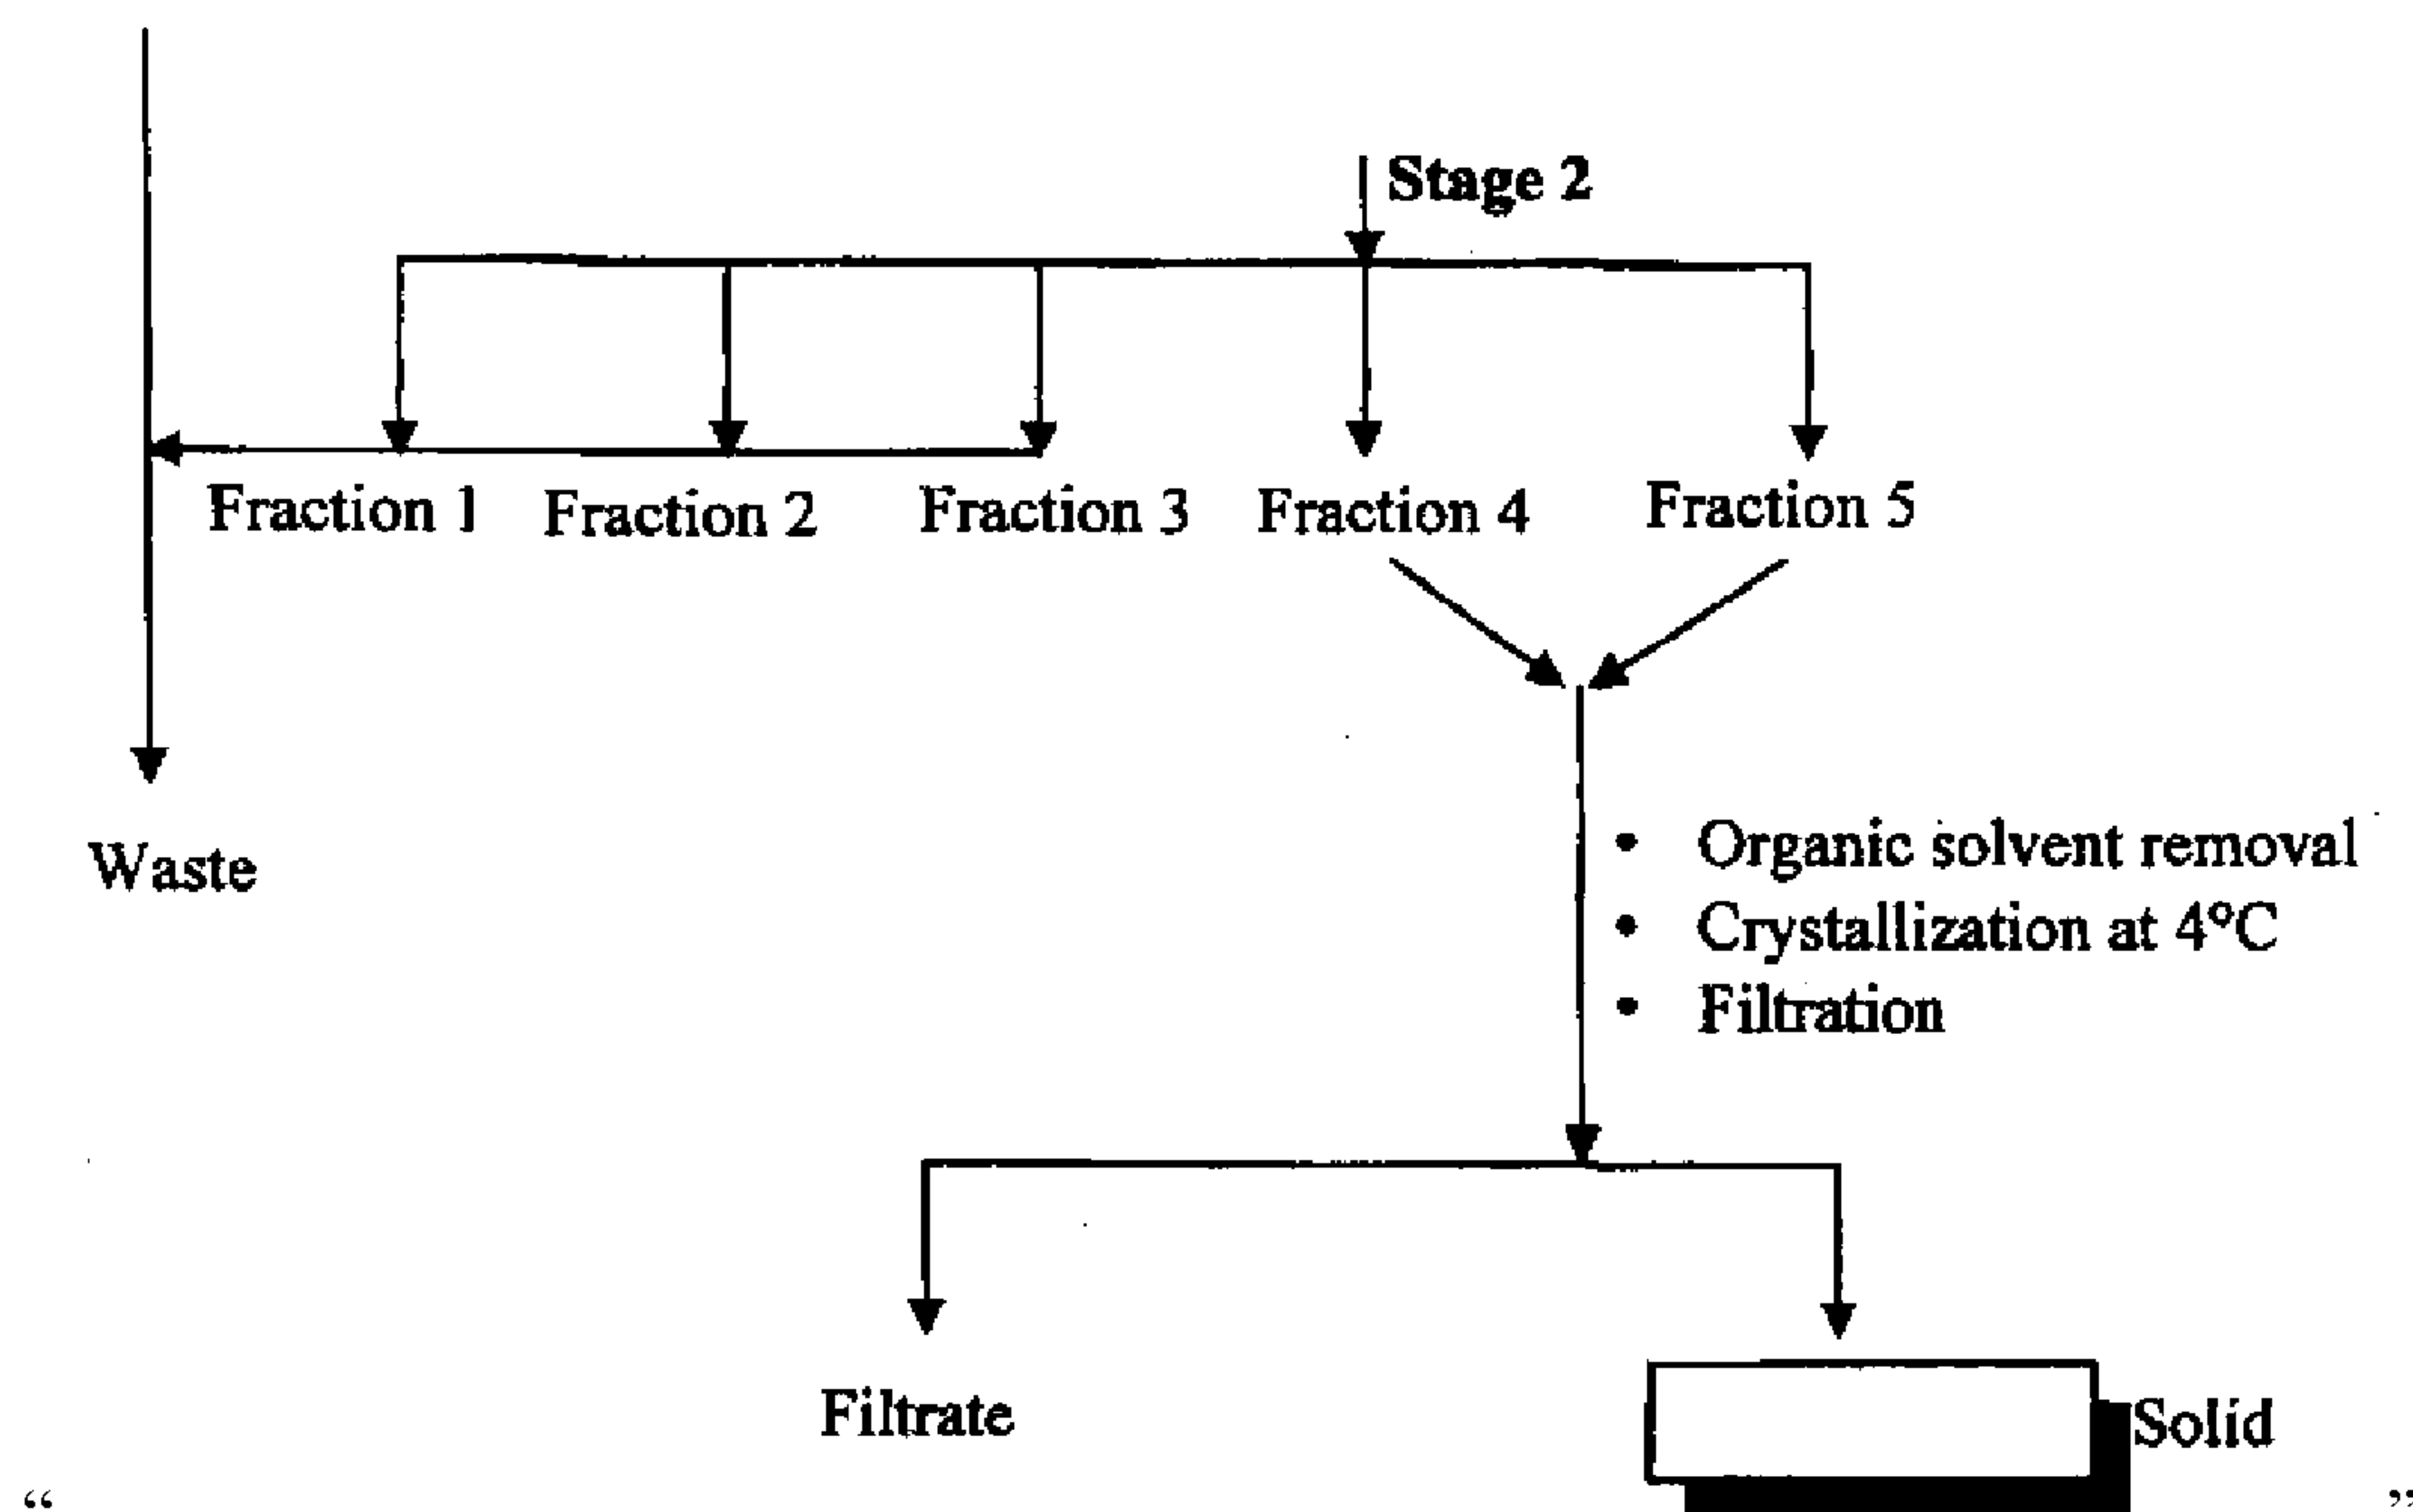 Stage 2
Fraction 1 Fraction 2 Fraction 3 Fraction 4 Fraction 5
Waste
• Organic solvent removal
• Crystallization at 4°C
• Filtration
Filtrate
Solid
“ ”